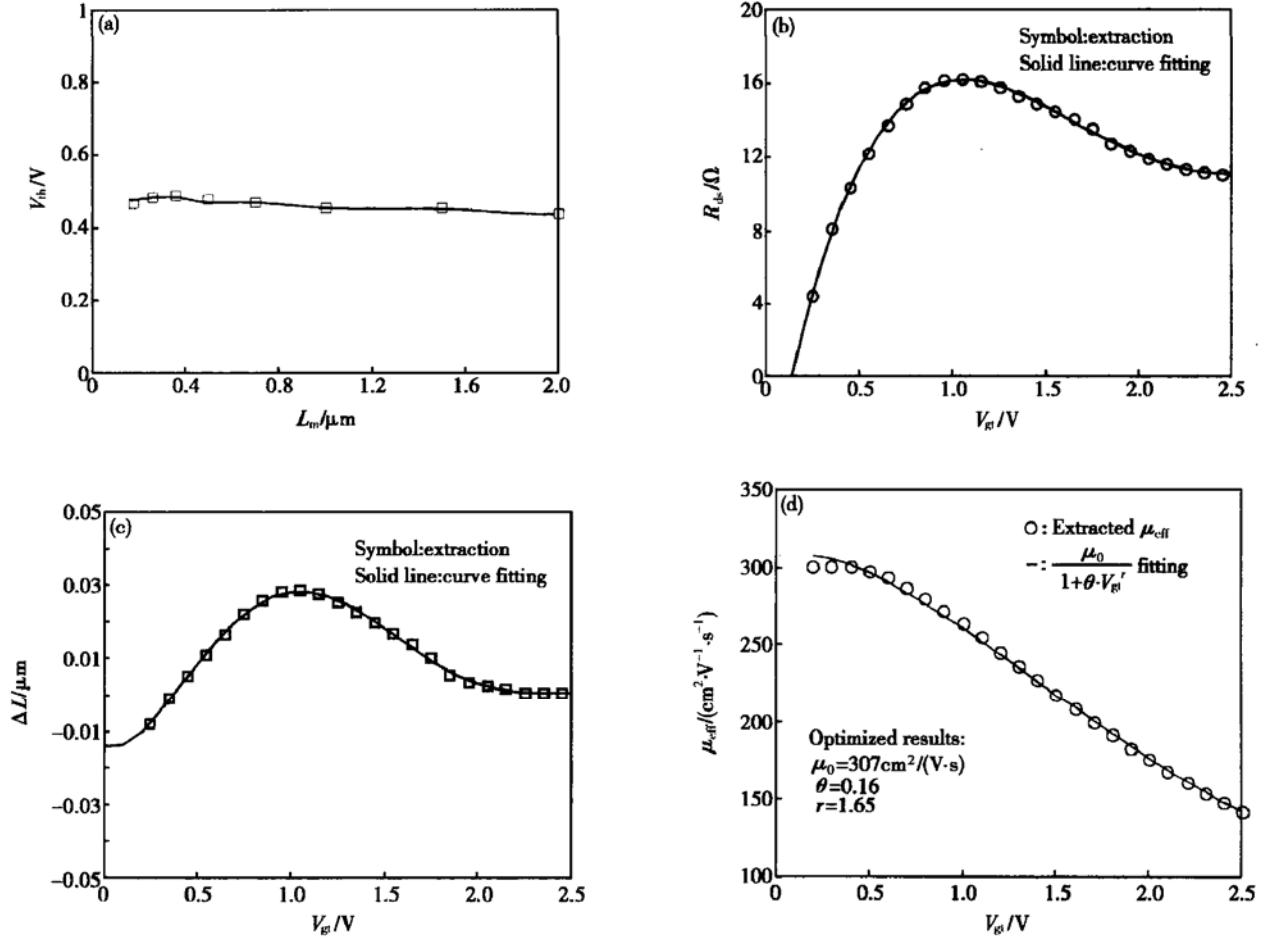 (a)
1
0.8
0.6
0.4
0.2
0
0
0.4
0.8
1.2
1.6
2.0
V_th/V
L_m/μm
(b)
Symbol:extraction
Solid line:curve fitting
20
16
12
8
4
0
0
0.5
1.0
1.5
2.0
2.5
R_ds/Ω
V_gt/V
(c)
Symbol:extraction
Solid line:curve fitting
0.05
0.03
0.01
−0.01
−0.03
−0.05
0
0.5
1.0
1.5
2.0
2.5
ΔL/μm
V_gt/V
(d)
○: Extracted μ_eff
−: μ_0 / 1+θ·V_gt^r fitting
Optimized results:
μ_0=307cm²/(V·s)
θ=0.16
r=1.65
350
300
250
200
150
100
0
0.5
1.0
1.5
2.0
2.5
μ_eff/(cm²·V⁻¹·s⁻¹)
V_gt/V